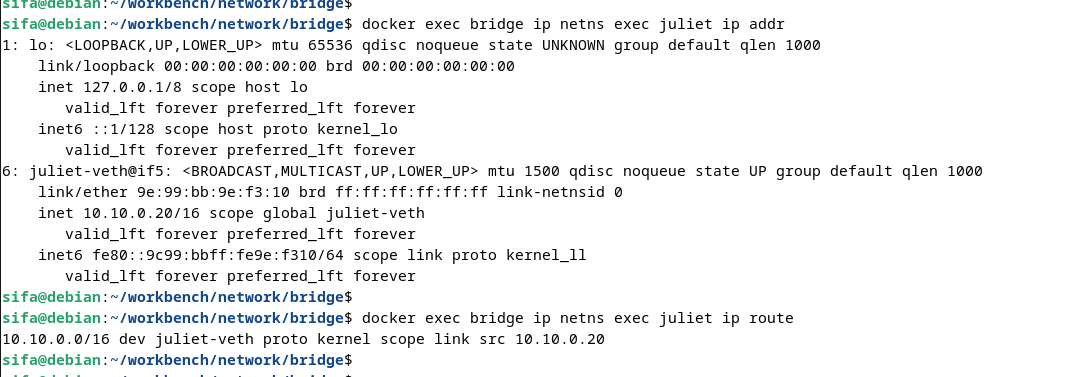 sifa@debian:~/workbench/network/bridge$
sifa@debian:~/workbench/network/bridge$ docker exec bridge ip netns exec juliet ip addr
1: lo: <LOOPBACK,UP,LOWER_UP> mtu 65536 qdisc noqueue state UNKNOWN group default qlen 1000
    link/loopback 00:00:00:00:00:00 brd 00:00:00:00:00:00
    inet 127.0.0.1/8 scope host lo
       valid_lft forever preferred_lft forever
    inet6 ::1/128 scope host proto kernel_lo
       valid_lft forever preferred_lft forever
6: juliet-veth@if5: <BROADCAST,MULTICAST,UP,LOWER_UP> mtu 1500 qdisc noqueue state UP group default qlen 1000
    link/ether 9e:99:bb:9e:f3:10 brd ff:ff:ff:ff:ff:ff link-netnsid 0
    inet 10.10.0.20/16 scope global juliet-veth
       valid_lft forever preferred_lft forever
    inet6 fe80::9c99:bbff:fe9e:f310/64 scope link proto kernel_ll
       valid_lft forever preferred_lft forever
sifa@debian:~/workbench/network/bridge$
sifa@debian:~/workbench/network/bridge$ docker exec bridge ip netns exec juliet ip route
10.10.0.0/16 dev juliet-veth proto kernel scope link src 10.10.0.20
sifa@debian:~/workbench/network/bridge$